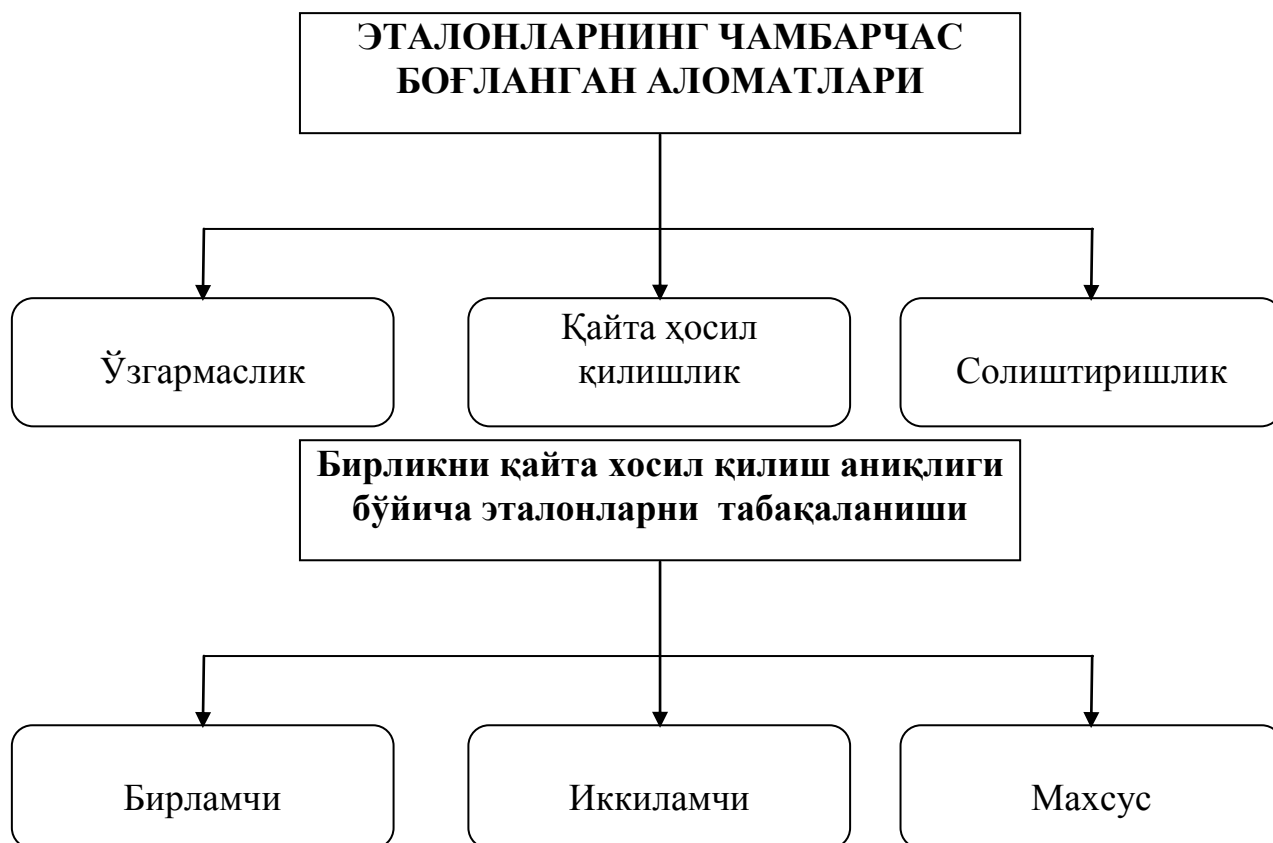 ЭТАЛОНЛАРНИНГ ЧАМБАРЧАС
БОҒЛАНГАН АЛОМАТЛАРИ
Ўзгармаслик
Қайта ҳосил
қилишлик
Солиштиришлик
Бирликни қайта хосил қилиш аниқлиги
бўйича эталонларни табақаланиши
Бирламчи
Иккиламчи
Махсус